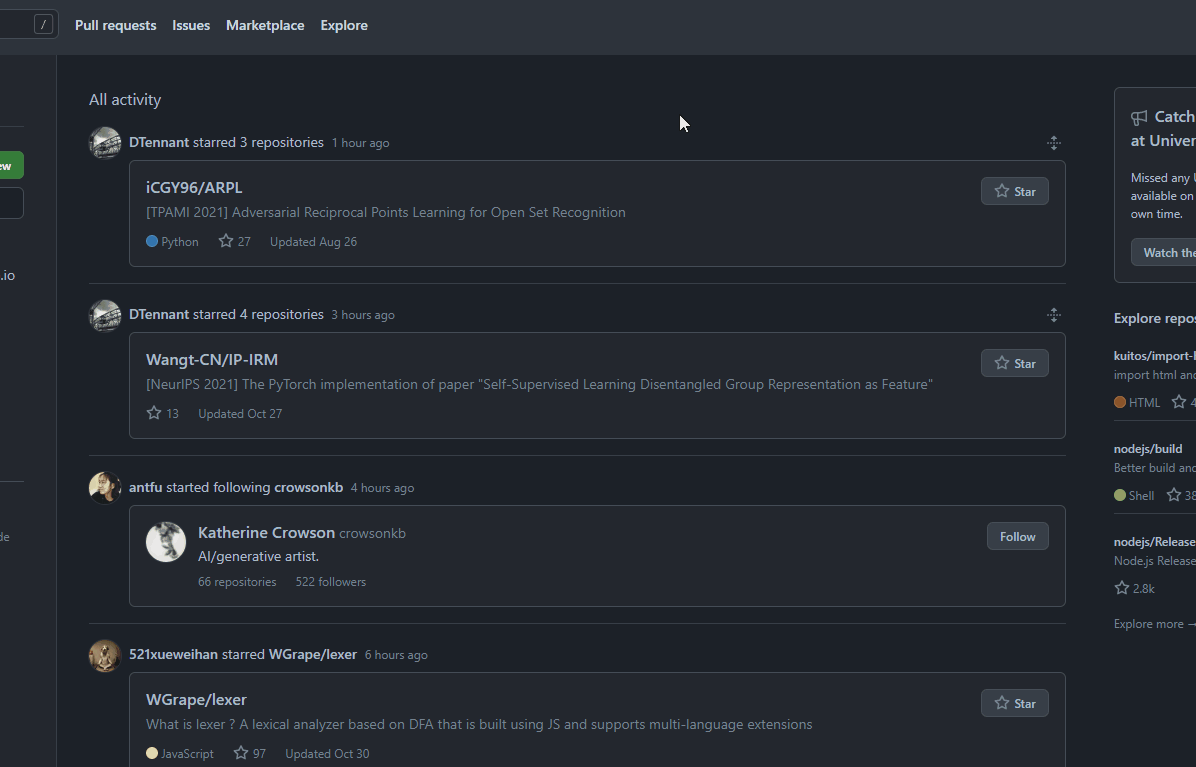 / Pull requests Issues Marketplace Explore
ew
.io
de
All activity
DTennant starred 3 repositories 1 hour ago
iCGY96/ARPL
Star
[TPAMI 2021] Adversarial Reciprocal Points Learning for Open Set Recognition
Python 27 Updated Aug 26
DTennant starred 4 repositories 3 hours ago
Wangt-CN/IP-IRM
Star
[NeurIPS 2021] The PyTorch implementation of paper "Self-Supervised Learning Disentangled Group Representation as Feature"
13 Updated Oct 27
antfu started following crowsonkb 4 hours ago
Katherine Crowson crowsonkb
Follow
AI/generative artist.
66 repositories 522 followers
521xueweihan starred WGrape/lexer 6 hours ago
WGrape/lexer
Star
What is lexer ? A lexical analyzer based on DFA that is built using JS and supports multi-language extensions
JavaScript 97 Updated Oct 30
Catch
at Univer
Missed any
available on
own time.
Watch the
Explore repos
kuitos/import-
import html and
HTML 4
nodejs/build
Better build and
Shell 38
nodejs/Release
Node.js Release
2.8k
Explore more →